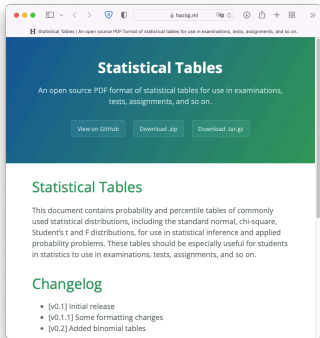 haziqj.ml
H Statistical Tables | An open source PDF format of statistical tables for use in examinations, tests, assignments, and so on.
Statistical Tables
An open source PDF format of statistical tables for use in examinations,
tests, assignments, and so on.
View on GitHub
Download .zip
Download .tar.gz
Statistical Tables
This document contains probability and percentile tables of commonly
used statistical distributions, including the standard normal, chi-square,
Student's t and F distributions, for use in statistical inference and applied
probability problems. These tables should be especially useful for students
in statistics to use in examinations, tests, assignments, and so on.
Changelog
• [v0.1] Initial release
• [v0.1.1] Some formatting changes
• [v0.2] Added binomial tables